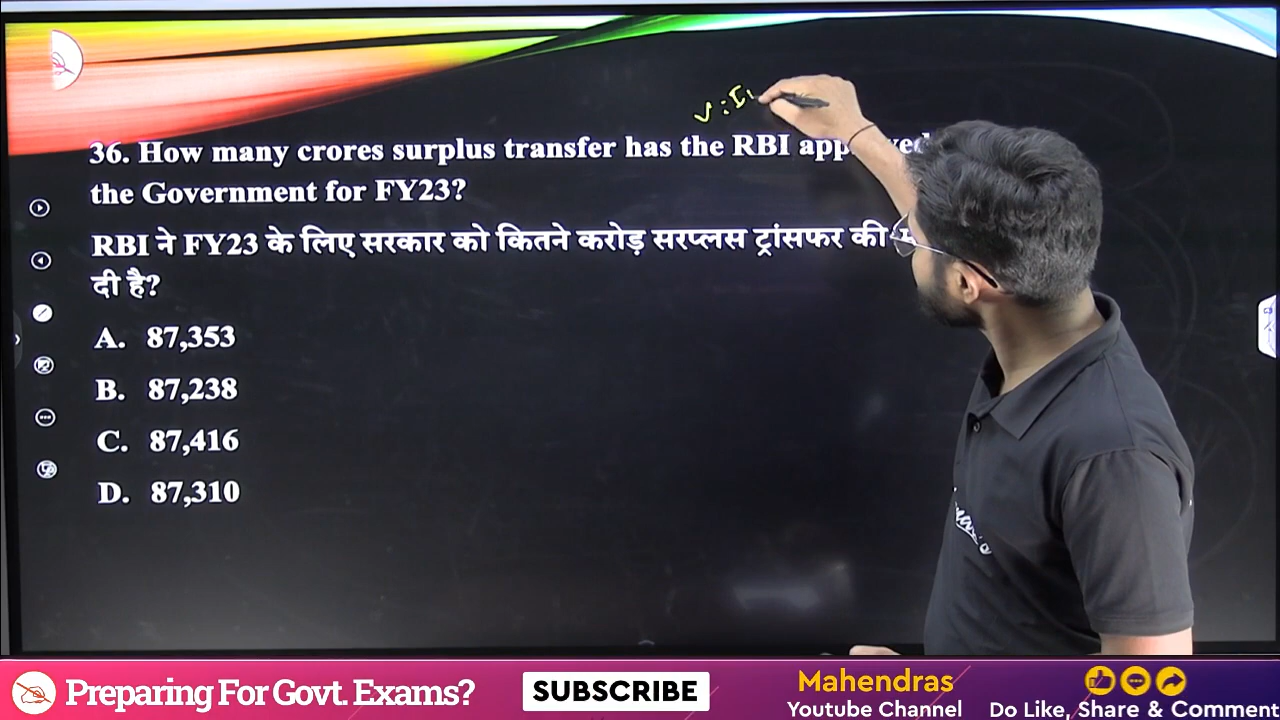 36. How many crores surplus transfer has the RBI
the Government for FY23?
RBI ने FY23 के लिए सरकार को कितने करोड़ सरप्लस ट्रांसफर की
दी है?
A. 87,353
B. 87,238
C. 87,416
D. 87,310
Preparing For Govt. Exams?
SUBSCRIBE
Mahendras
Youtube Channel
Do Like, Share & Comment